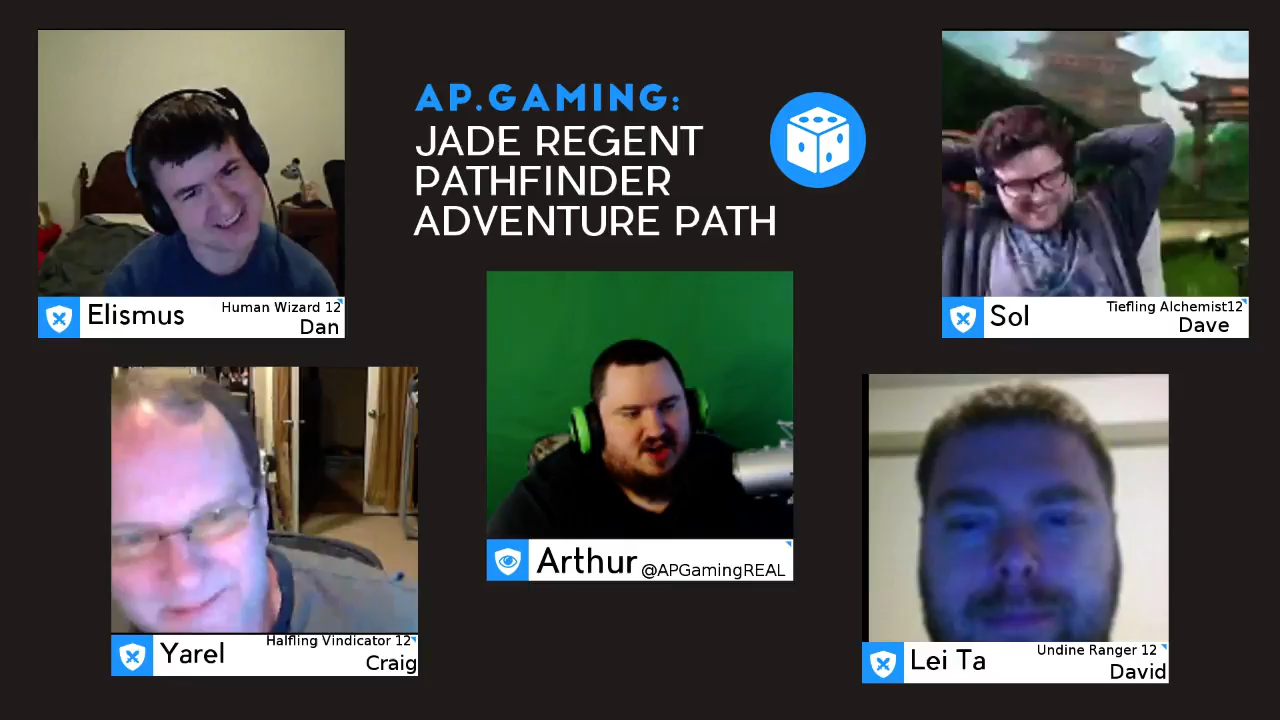 AP.GAMING:
JADE REGENT
PATHFINDER
ADVENTURE PATH
Elismus
Human Wizard 12
Dan
Sol
Tiefling Alchemist12
Dave
Arthur @APGamingREAL
Yarel
Halfling Vindicator 12
Craig
Lei Ta
Undine Ranger 12
David